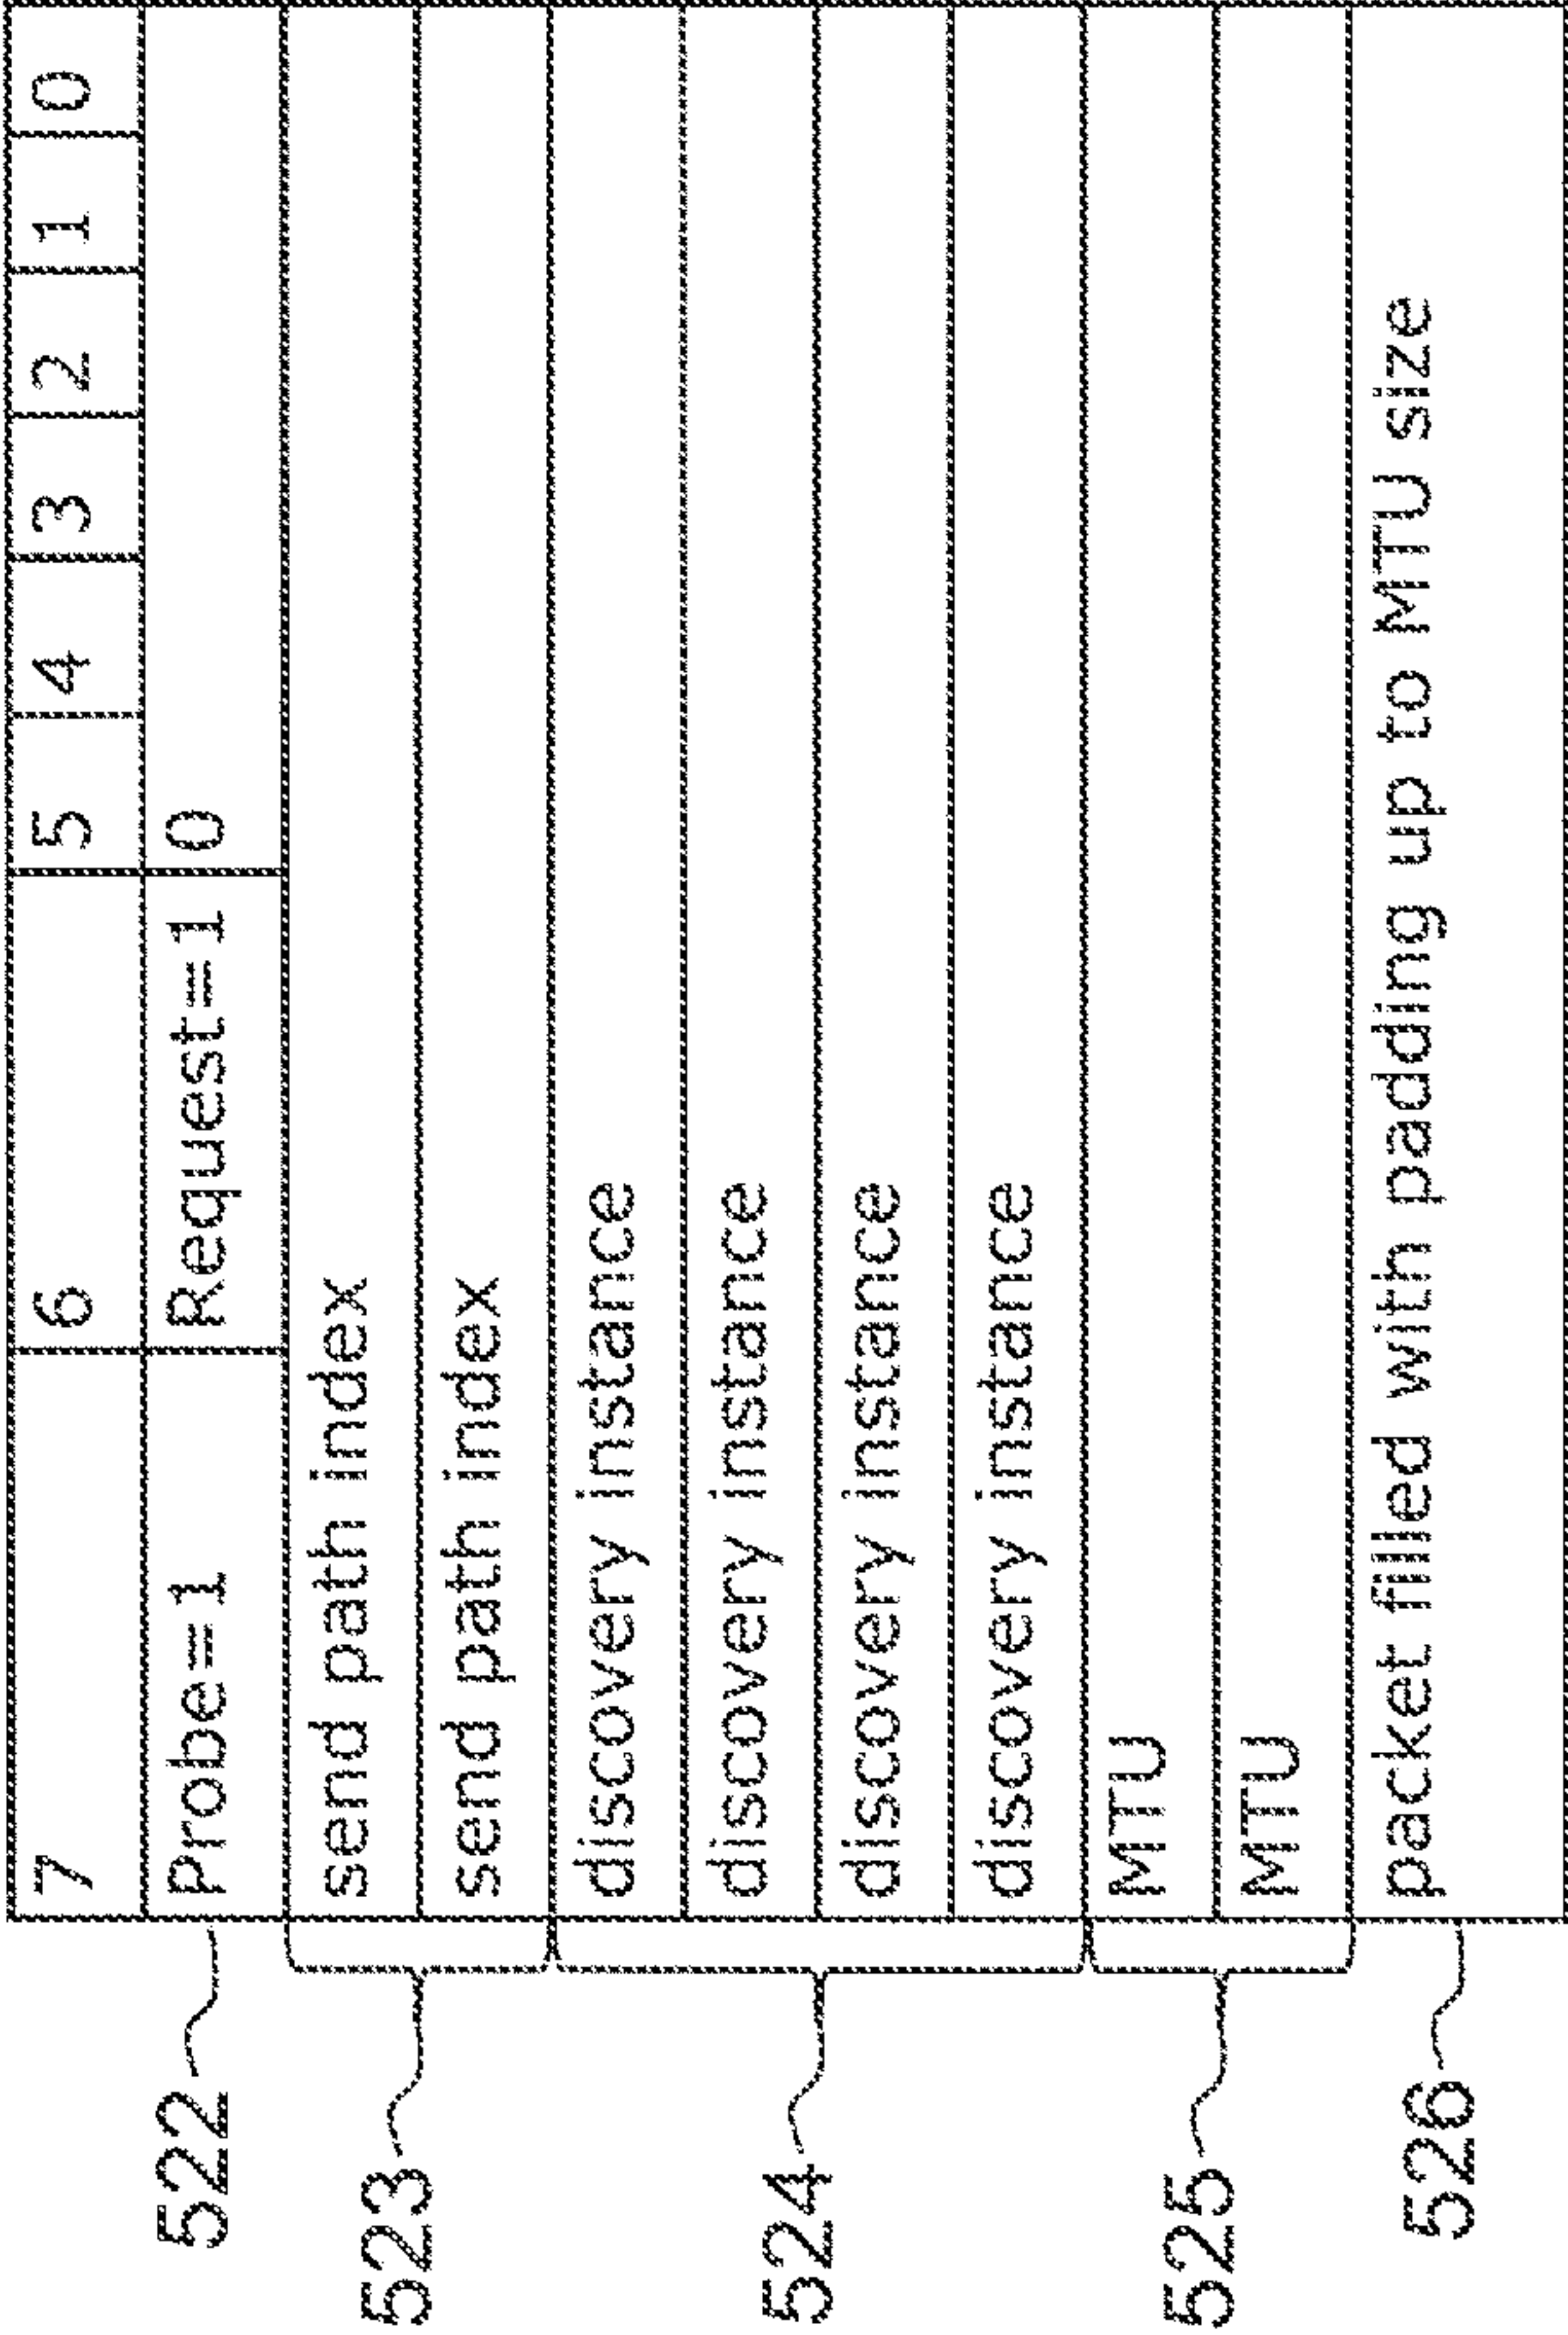 7 6 5 4 3 2 1 0
522 Probe=1 Request=1 0
523 send path index
send path index
524 discovery instance
discovery instance
discovery instance
discovery instance
525 MTU
MTU
526 packet filled with padding up to MTU size